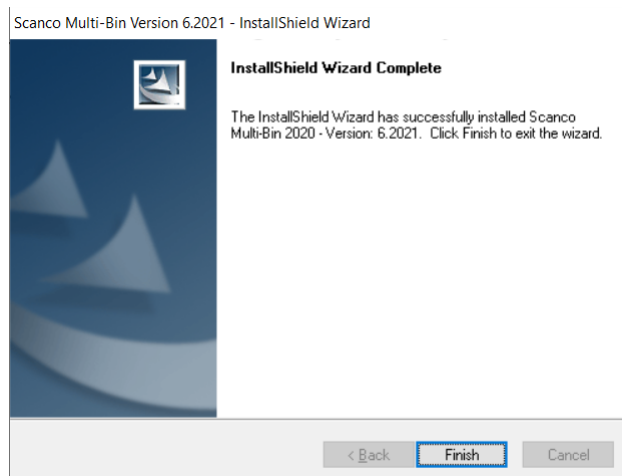 Scanco Multi-Bin Version 6.2021 - InstallShield Wizard
InstallShield Wizard Complete
The InstallShield Wizard has successfully installed Scanco
Multi-Bin 2020 - Version: 6.2021. Click Finish to exit the wizard.
< Back Finish Cancel